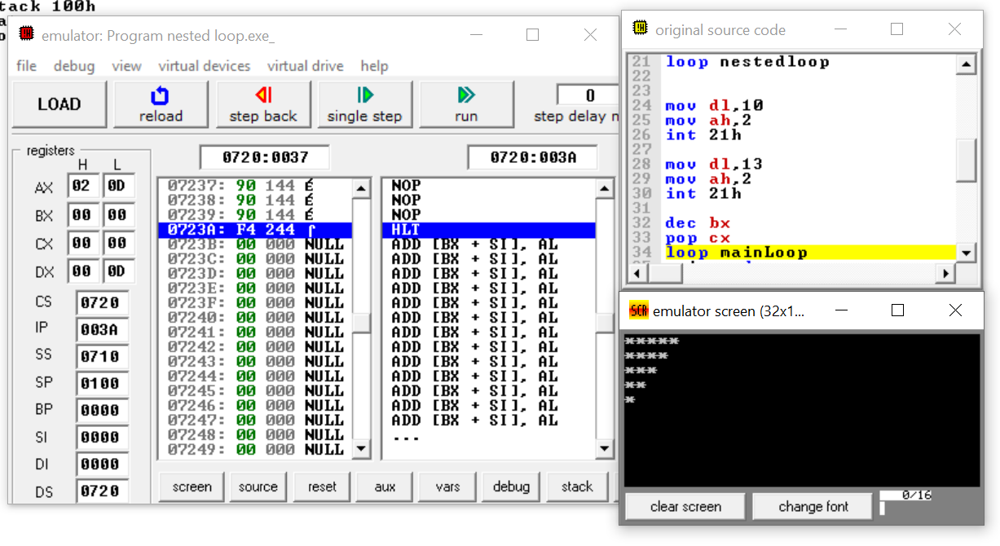 tack 100h
a
o
emulator: Program nested loop.exe_
file debug view virtual devices virtual drive help
LOAD reload step back single step run 0 step delay m
registers
H L
AX 02 0D
BX 00 00
CX 00 00
DX 00 0D
CS 0720
IP 003A
SS 0710
SP 0100
BP 0000
SI 0000
DI 0000
DS 0720
0720:0037 0720:003A
07237: 90 144 É NOP
07238: 90 144 É NOP
07239: 90 144 É NOP
0723A: F4 244 ⌠ HLT
0723B: 00 000 NULL ADD [BX + SI], AL
0723C: 00 000 NULL ADD [BX + SI], AL
0723D: 00 000 NULL ADD [BX + SI], AL
0723E: 00 000 NULL ADD [BX + SI], AL
0723F: 00 000 NULL ADD [BX + SI], AL
07240: 00 000 NULL ADD [BX + SI], AL
07241: 00 000 NULL ADD [BX + SI], AL
07242: 00 000 NULL ADD [BX + SI], AL
07243: 00 000 NULL ADD [BX + SI], AL
07244: 00 000 NULL ADD [BX + SI], AL
07245: 00 000 NULL ADD [BX + SI], AL
07246: 00 000 NULL ADD [BX + SI], AL
07247: 00 000 NULL ADD [BX + SI], AL
07248: 00 000 NULL ...
07249: 00 000 NULL
screen source reset aux vars debug stack
original source code
21 loop nestedloop
22
23
24 mov dl,10
25 mov ah,2
26 int 21h
27
28 mov dl,13
29 mov ah,2
30 int 21h
31
32 dec bx
33 pop cx
34 loop mainLoop
SCR emulator screen (32x1...
*****
****
***
**
*
clear screen change font 0/16